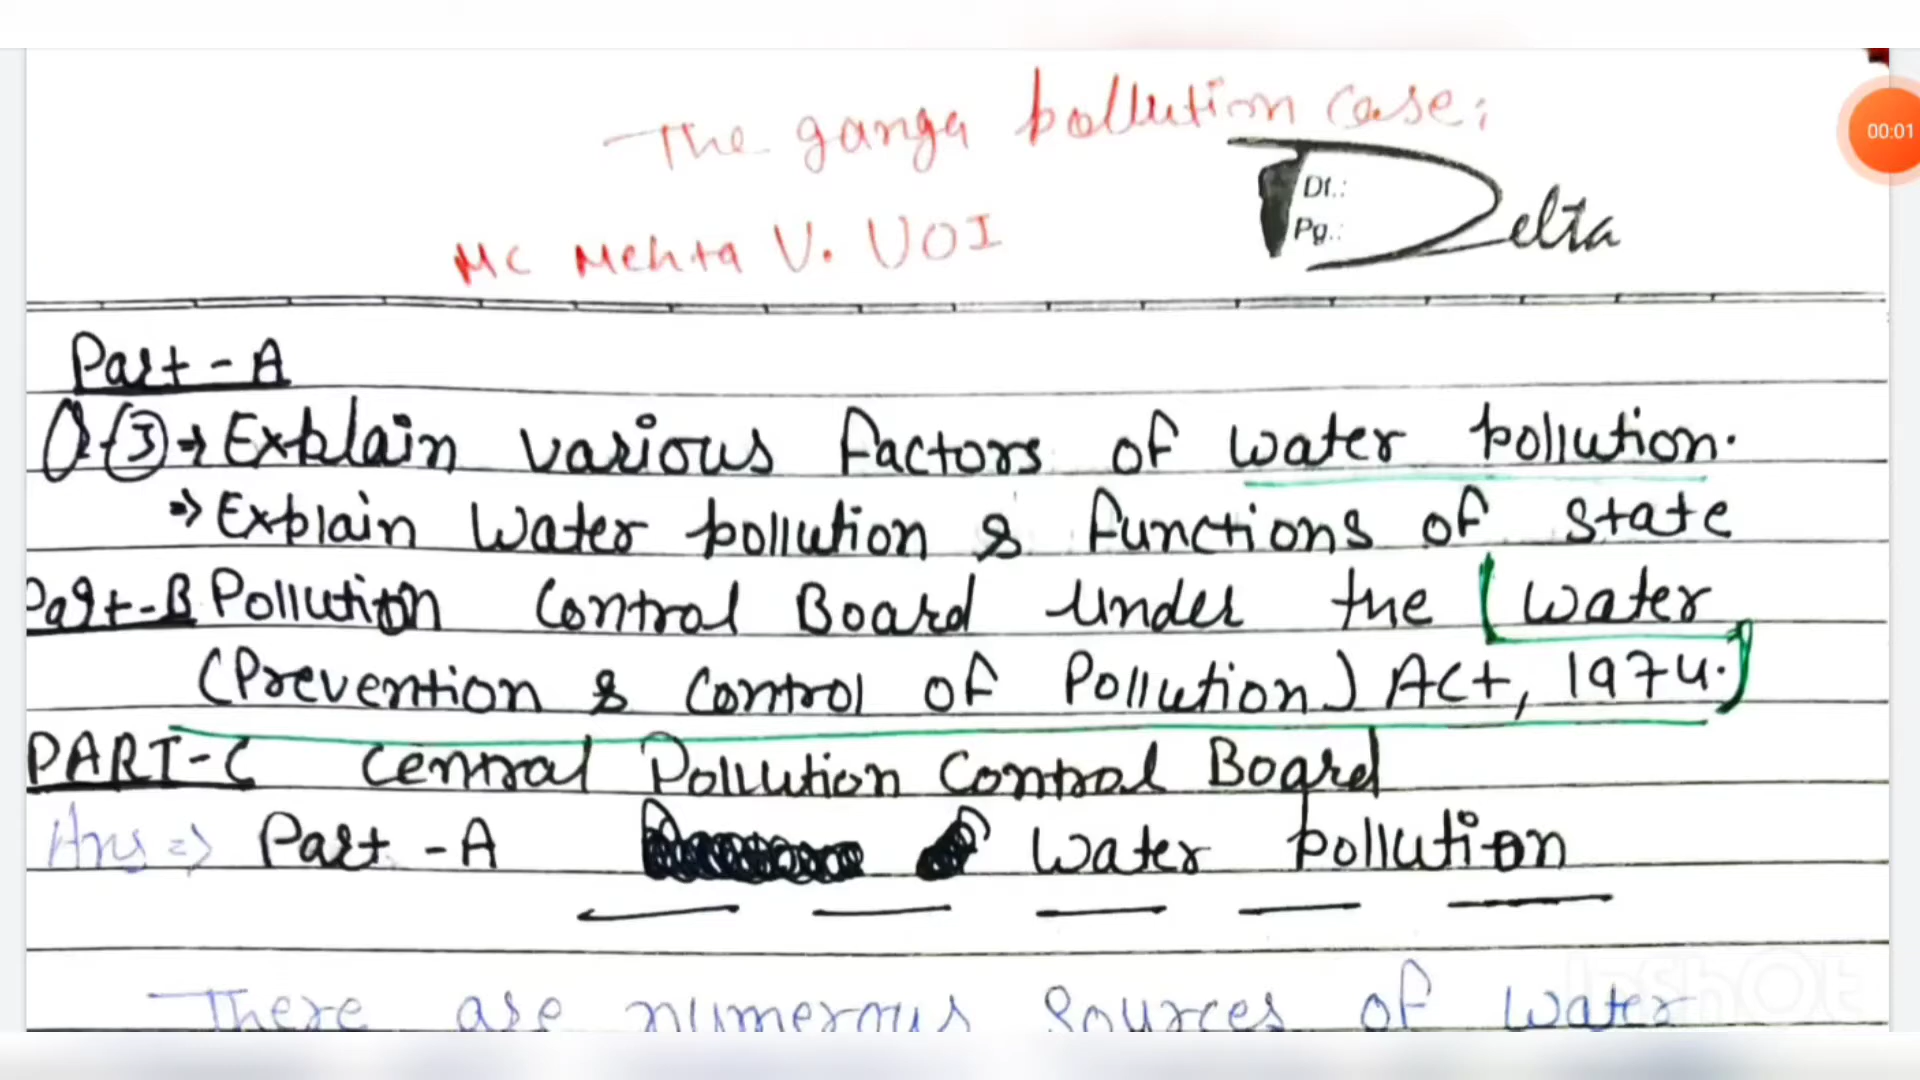 The ganga pollution case:
Dt.:
Pg.:
Delta
MC Mehta V. UOI
Part - A
Q.(3) → Explain various factors of water pollution.
⇒ Explain Water pollution & functions of state
Part-B Pollution Control Board under the [Water
(Prevention & Control of Pollution) Act, 1974.]
PART-C Central Pollution Control Board
Ans ⇒ Part - A Water pollution
There are numerous sources of water
InShOt
00:01